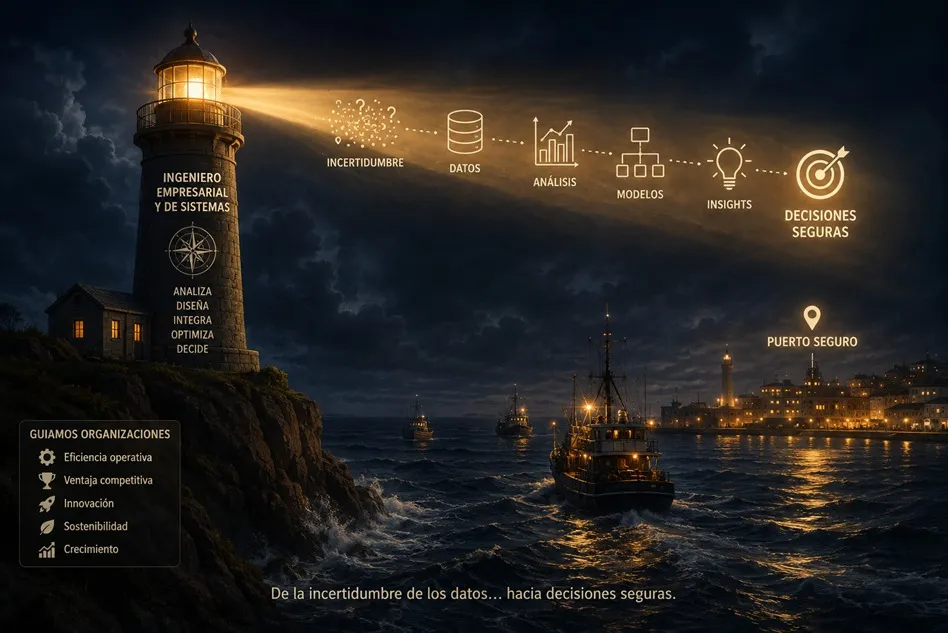 INGENIERO
EMPRESARIAL
Y DE SISTEMAS
ANALIZA
DISEÑA
INTEGRA
OPTIMIZA
DECIDE
INCERTIDUMBRE
DATOS
ANÁLISIS
MODELOS
INSIGHTS
DECISIONES
SEGURAS
PUERTO SEGURO
GUIAMOS ORGANIZACIONES
Eficiencia operativa
Ventaja competitiva
Innovación
Sostenibilidad
Crecimiento
De la incertidumbre de los datos... hacia decisiones seguras.